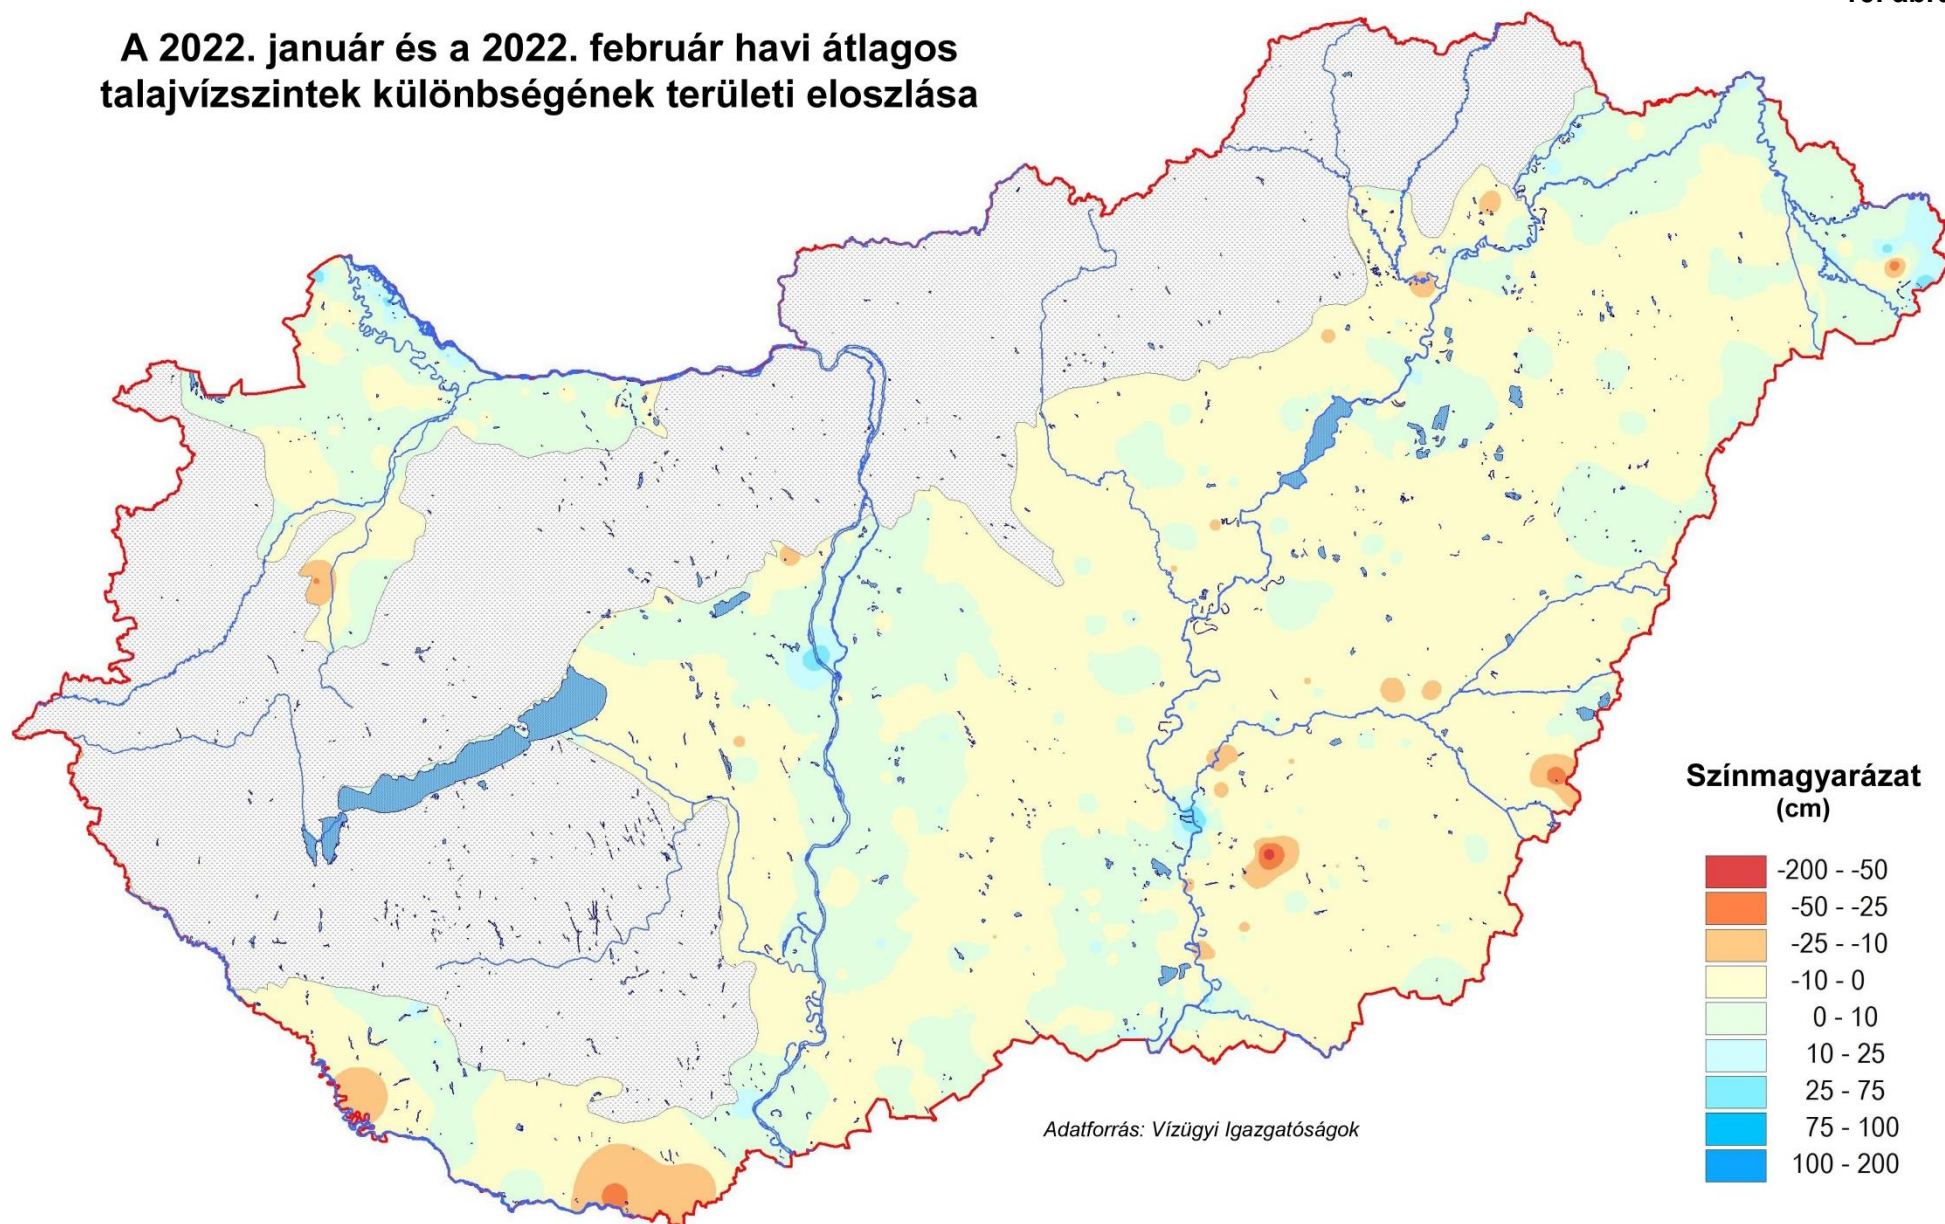 A 2022. január és a 2022. február havi átlagos
talajvízszintek különbségének területi eloszlása
Színmagyarázat
(cm)
-200 - -50
-50 - -25
-25 - -10
-10 - 0
0 - 10
10 - 25
25 - 75
75 - 100
100 - 200
Adatforrás: Vízügyi Igazgatóságok